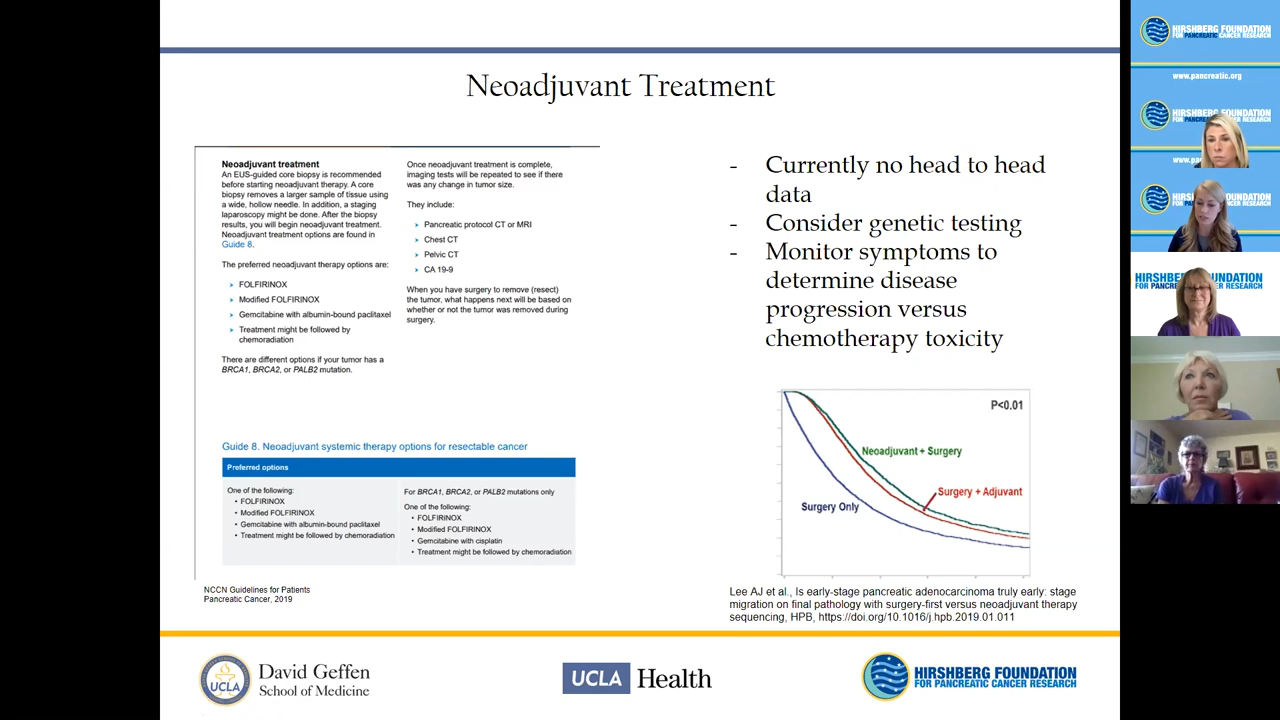 Neoadjuvant Treatment
Neoadjuvant treatment
An EUS-guided core biopsy is recommended
before starting neoadjuvant therapy. A core
biopsy removes a larger sample of tissue using
a wide, hollow needle. In addition, a staging
laparoscopy might be done. After the biopsy
results, you will begin neoadjuvant treatment.
Neoadjuvant treatment options are found in
Guide 8.
The preferred neoadjuvant therapy options are:
FOLFIRINOX
Modified FOLFIRINOX
Gemcitabine with albumin-bound paclitaxel
Treatment might be followed by
chemoradiation
There are different options if your tumor has a
BRCA1, BRCA2, or PALB2 mutation.
Once neoadjuvant treatment is complete,
imaging tests will be repeated to see if there
was any change in tumor size.
They include:
Pancreatic protocol CT or MRI
Chest CT
Pelvic CT
CA 19-9
When you have surgery to remove (resect)
the tumor, what happens next will be based on
whether or not the tumor was removed during
surgery.
Guide 8. Neoadjuvant systemic therapy options for resectable cancer
Preferred options
One of the following:
• FOLFIRINOX
• Modified FOLFIRINOX
• Gemcitabine with albumin-bound paclitaxel
• Treatment might be followed by chemoradiation
For BRCA1, BRCA2, or PALB2 mutations only
One of the following:
• FOLFIRINOX
• Modified FOLFIRINOX
• Gemcitabine with cisplatin
• Treatment might be followed by chemoradiation
NCCN Guidelines for Patients
Pancreatic Cancer, 2019
- Currently no head to head
data
- Consider genetic testing
- Monitor symptoms to
determine disease
progression versus
chemotherapy toxicity
P<0.01
Neoadjuvant + Surgery
Surgery + Adjuvant
Surgery Only
Lee AJ et al., Is early-stage pancreatic adenocarcinoma truly early: stage
migration on final pathology with surgery-first versus neoadjuvant therapy
sequencing, HPB, https://doi.org/10.1016/j.hpb.2019.01.011
UCLA
David Geffen
School of Medicine
UCLA Health
HIRSHBERG FOUNDATION
FOR PANCREATIC CANCER RESEARCH
HIRSHBERG FOUNDATION
FOR PANCREATIC CANCER RESEARCH
www.pancreatic.org
HIRSHBERG FOUNDATION